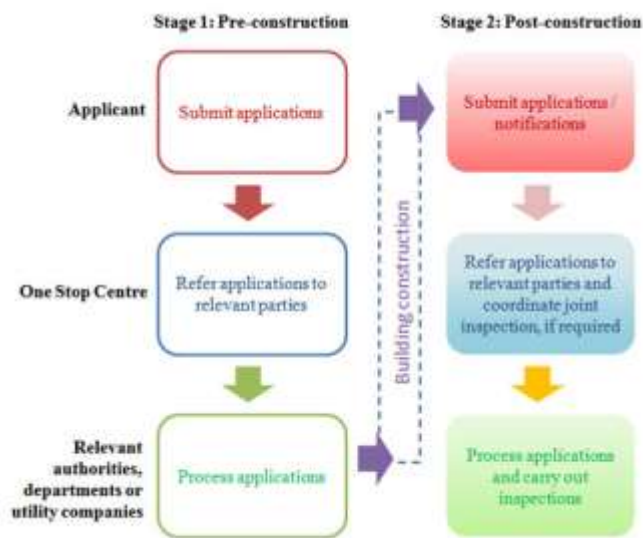 Stage 1: Pre-construction
Stage 2: Post-construction
Applicant
Submit applications
Submit applications /
notifications
One Stop Centre
Refer applications to
relevant parties
Building construction
Refer applications to
relevant parties and
coordinate joint
inspection, if required
Relevant
authorities,
departments or
utility companies
Process applications
Process applications
and carry out
inspections